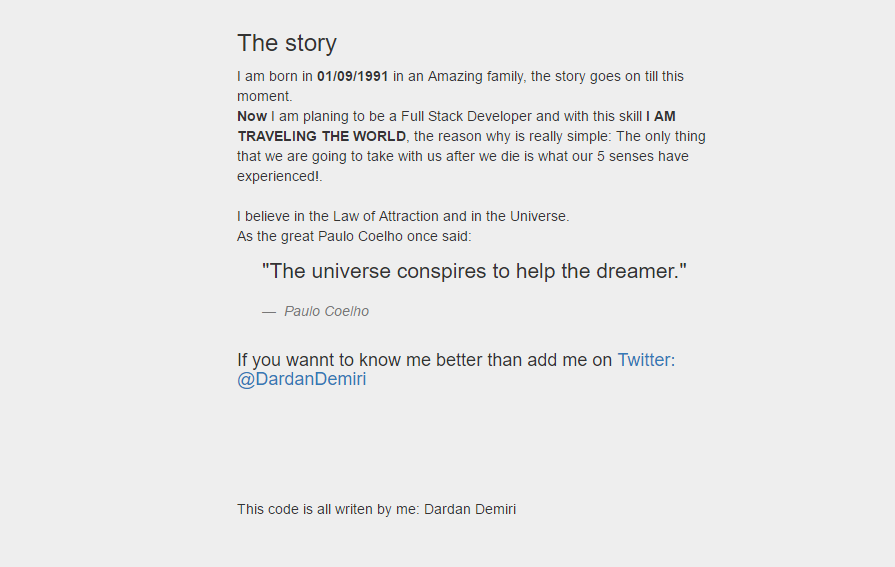 The story
I am born in 01/09/1991 in an Amazing family, the story goes on till this
moment.
Now I am planing to be a Full Stack Developer and with this skill I AM
TRAVELING THE WORLD, the reason why is really simple: The only thing
that we are going to take with us after we die is what our 5 senses have
experienced!.
I believe in the Law of Attraction and in the Universe.
As the great Paulo Coelho once said:
"The universe conspires to help the dreamer."
— Paulo Coelho
If you wannt to know me better than add me on Twitter:
@DardanDemiri
This code is all writen by me: Dardan Demiri